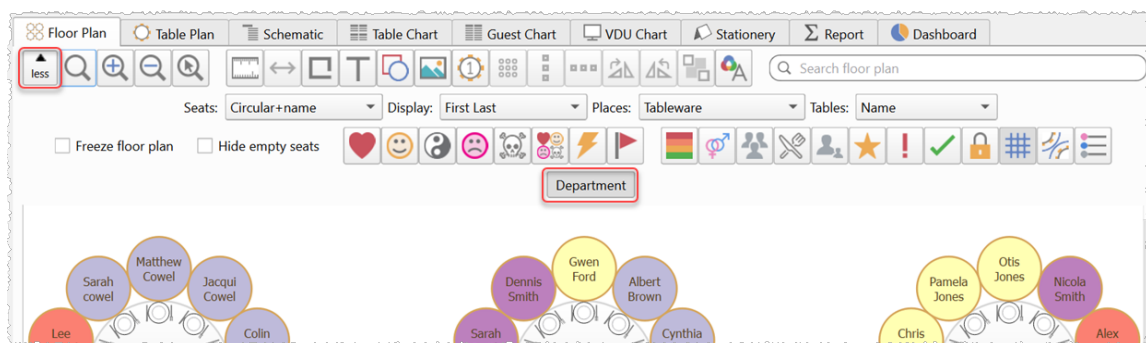 Floor Plan Table Plan Schematic Table Chart Guest Chart VDU Chart Stationery Σ Report Dashboard
less T 1 A Search floor plan
Seats: Circular+name Display: First Last Places: Tableware Tables: Name
Freeze floor plan Hide empty seats
Department
Matthew
Cowel
Sarah
cowel
Jacqui
Cowel
Lee
Colin
Gwen
Ford
Dennis
Smith
Albert
Brown
Sarah
Cynthia
Otis
Jones
Pamela
Jones
Nicola
Smith
Chris
Alex